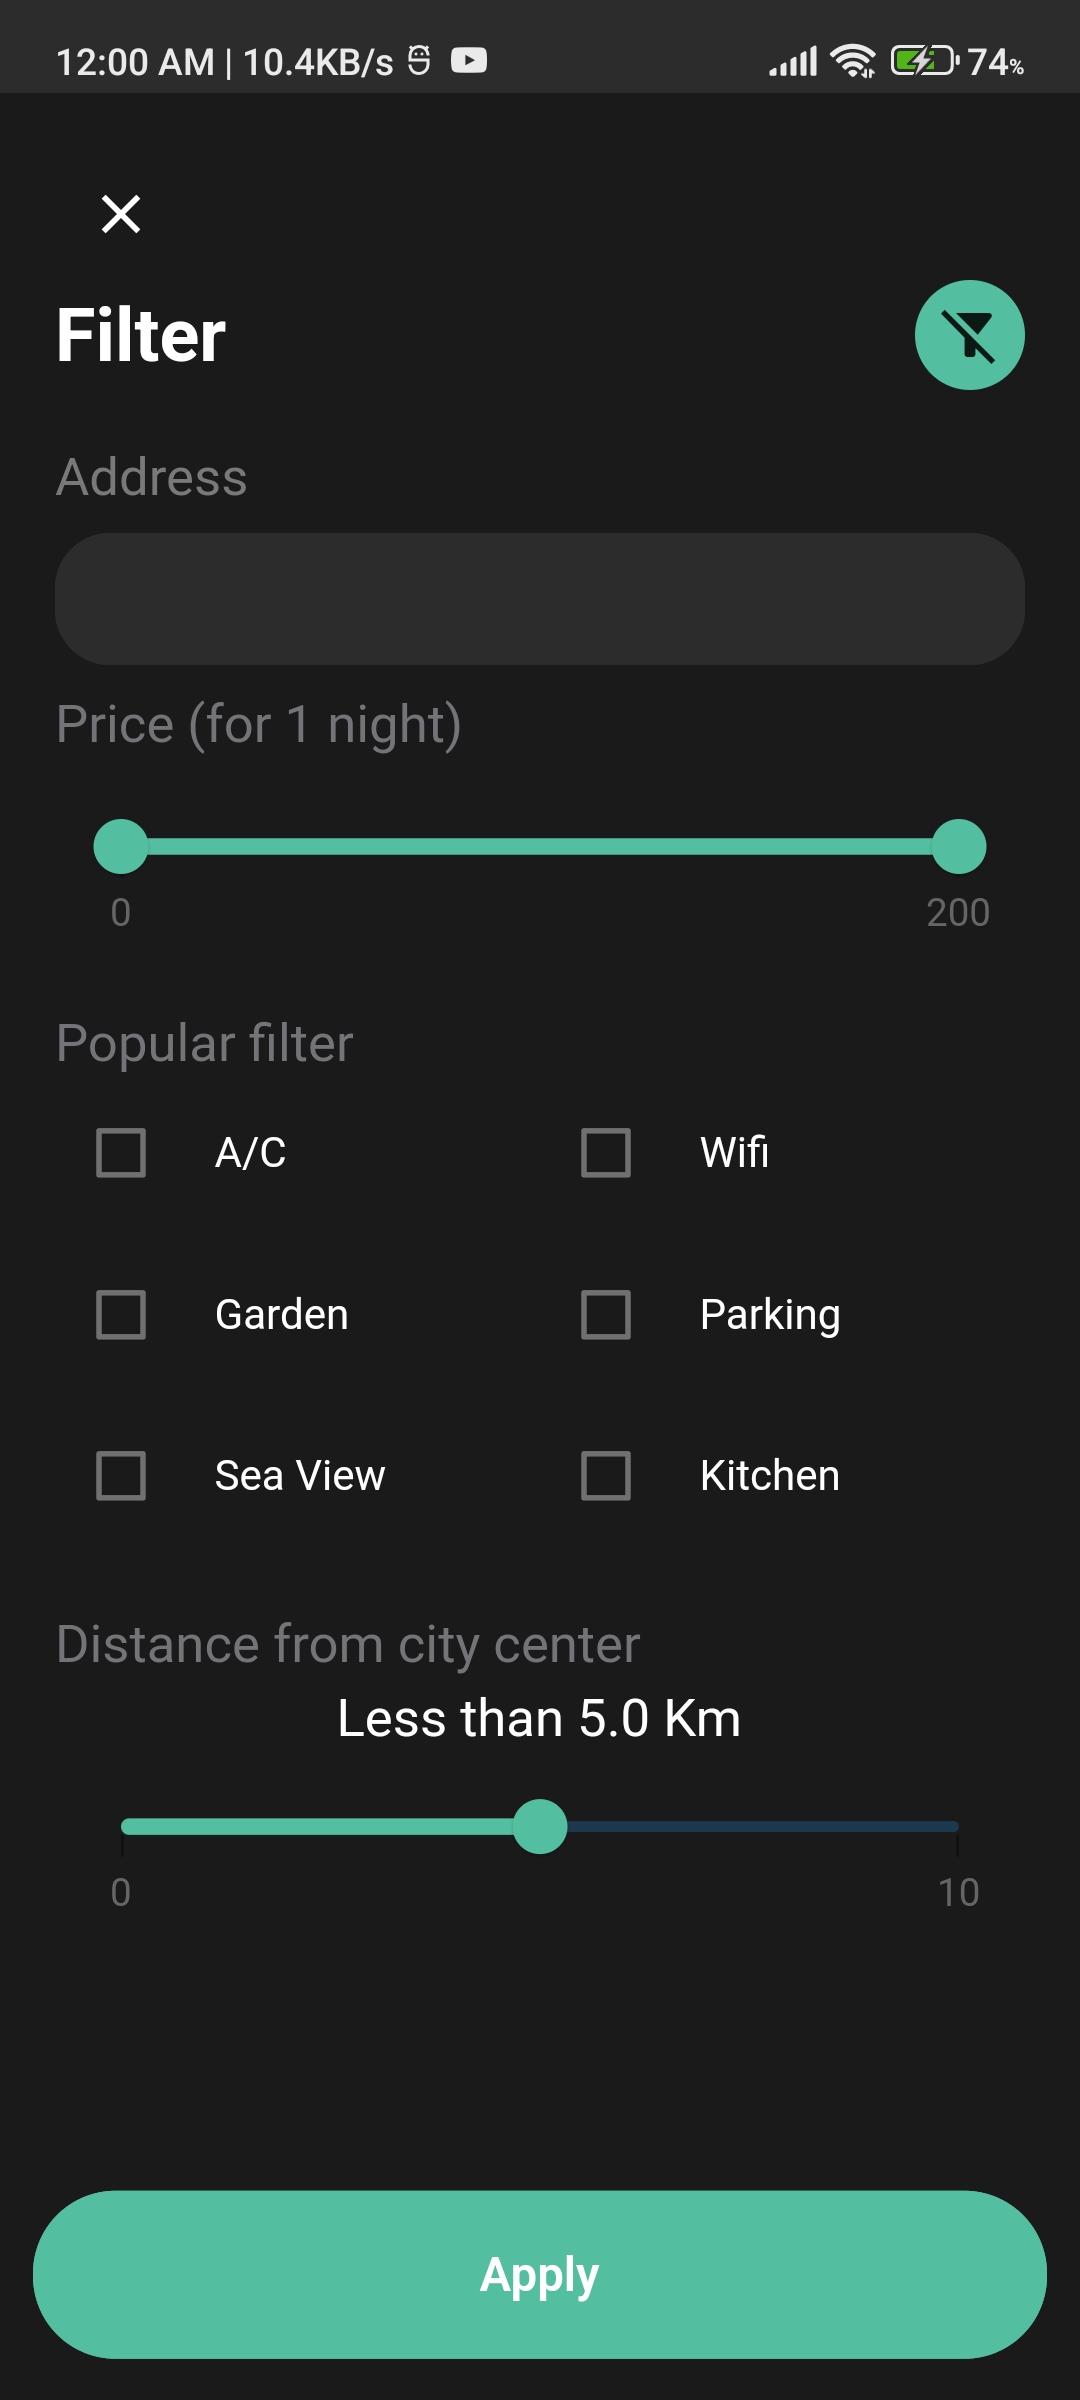 12:00 AM | 10.4KB/s 74%
Filter
Address
Price (for 1 night)
0 200
Popular filter
A/C Wifi
Garden Parking
Sea View Kitchen
Distance from city center
Less than 5.0 Km
0 10
Apply